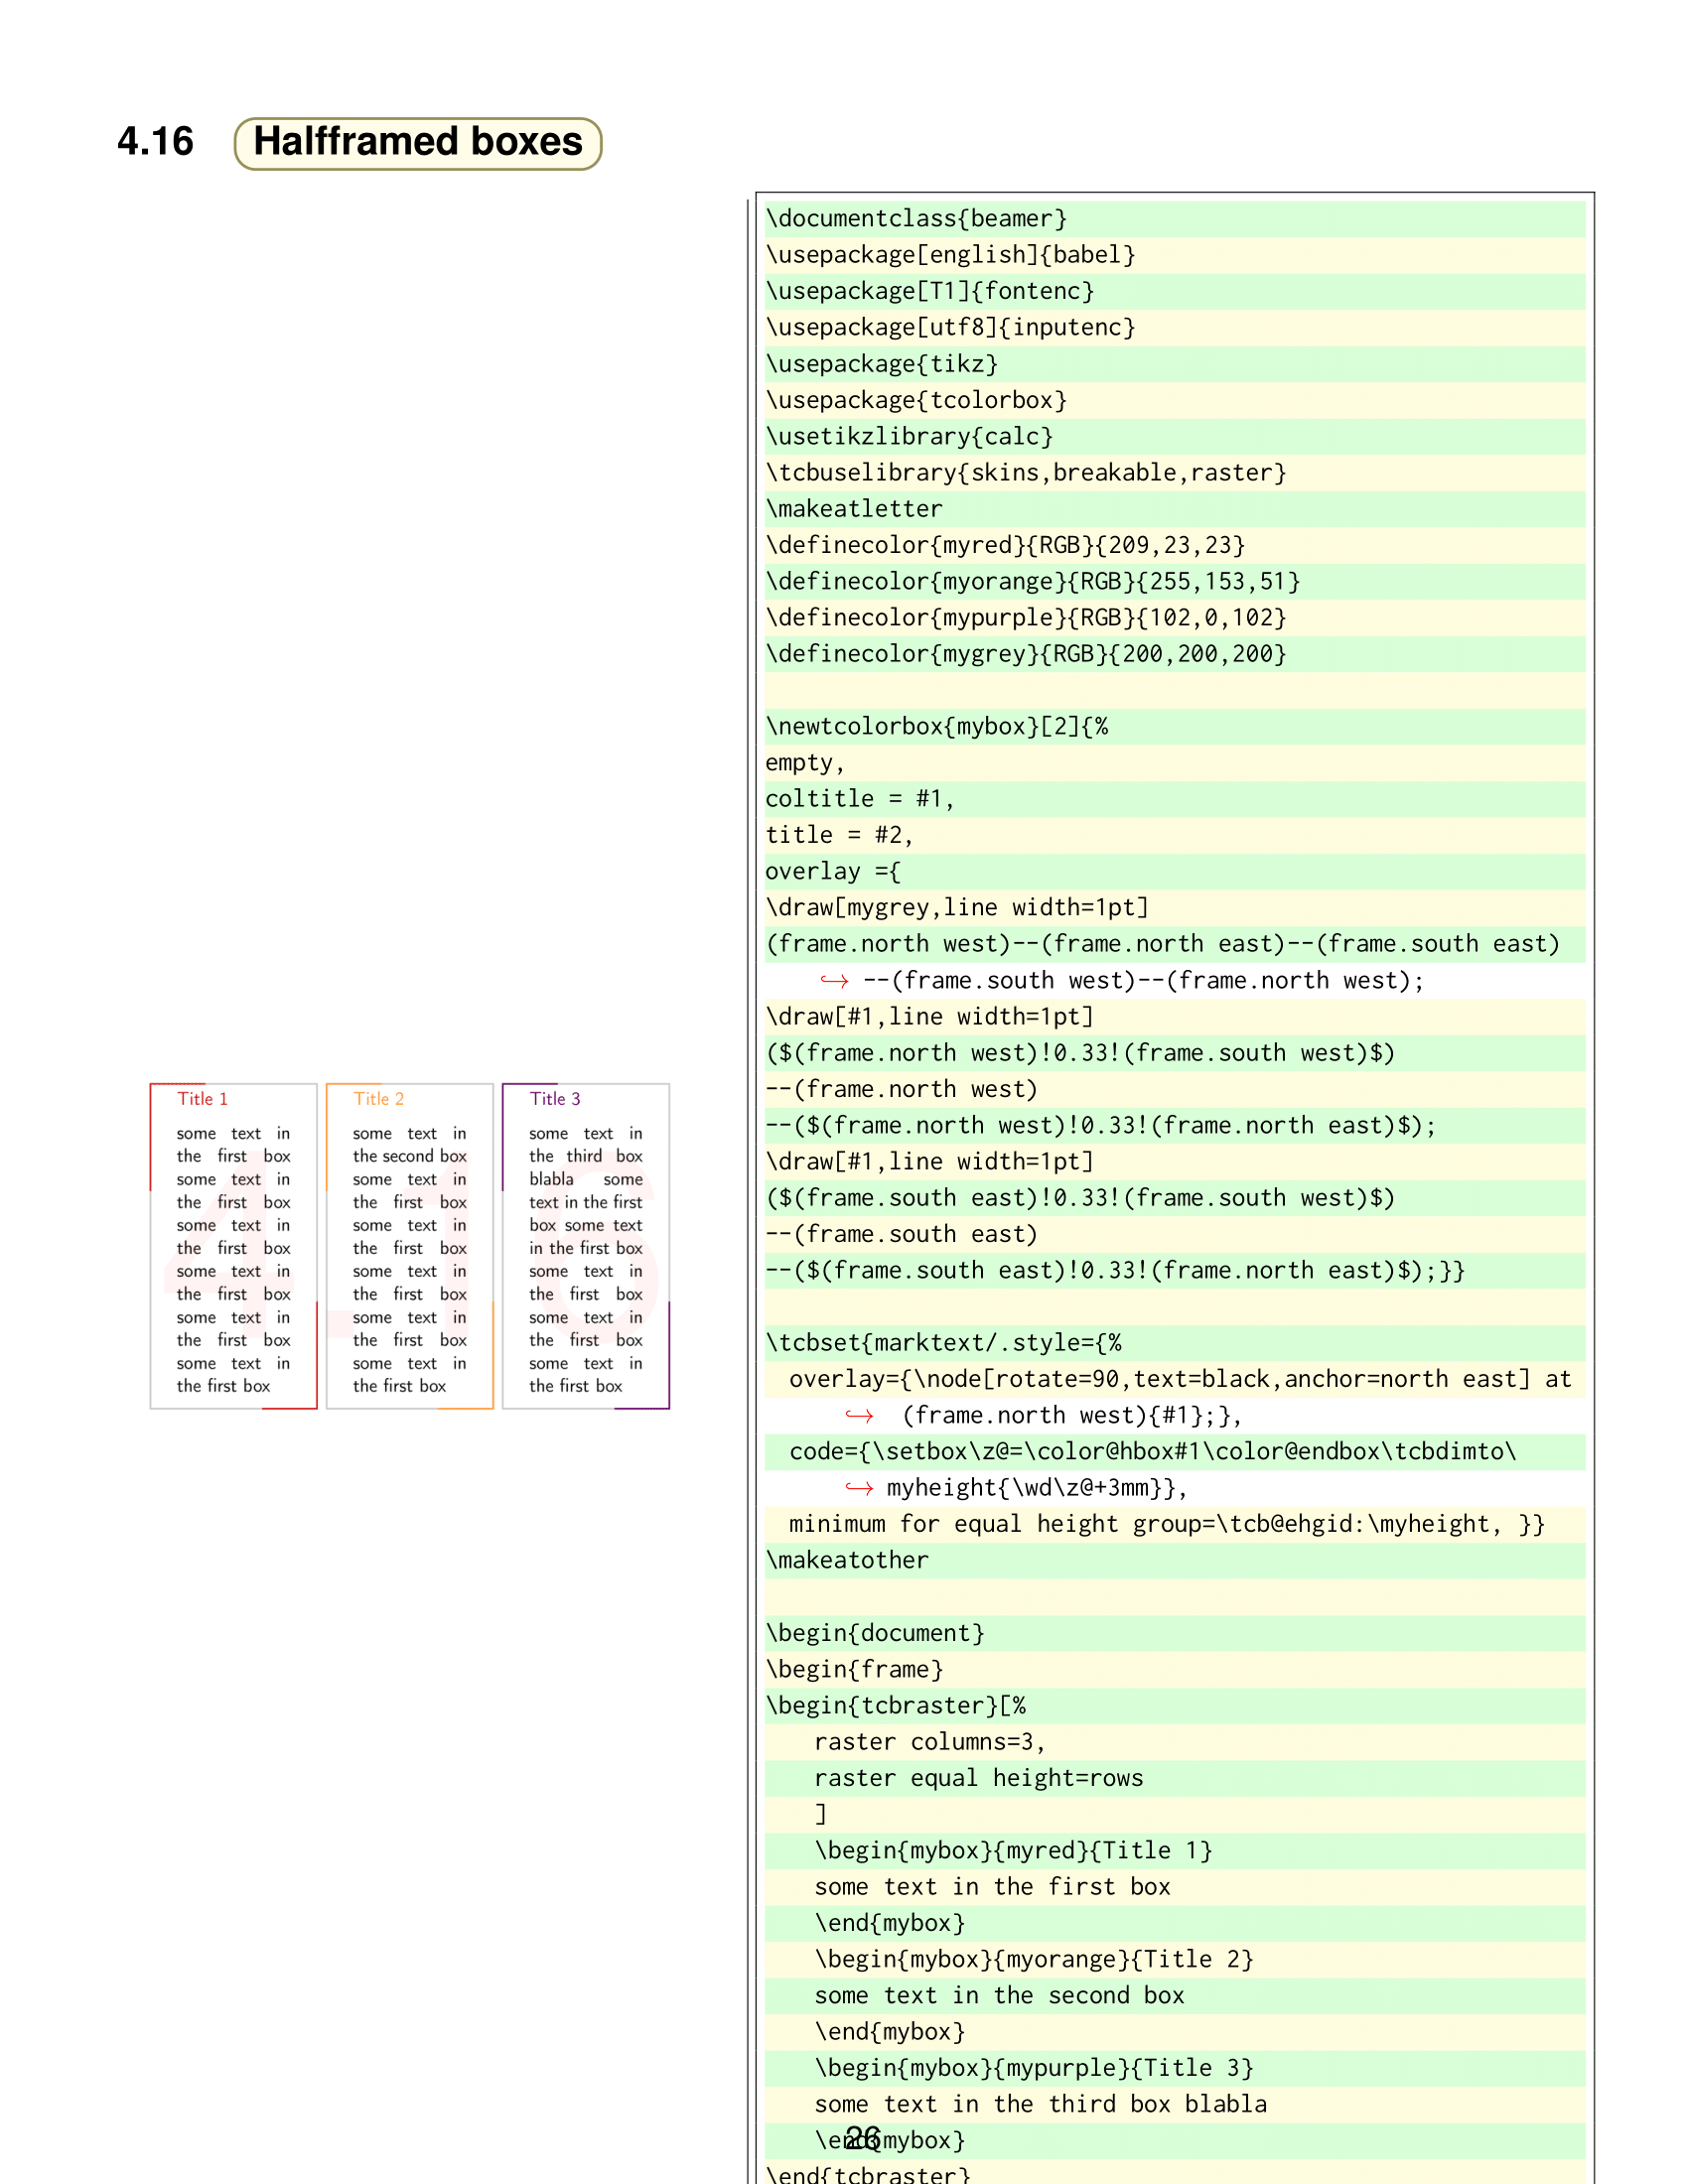 4.16 Halfframed boxes
Title 1
some text in
the first box
some text in
the first box
some text in
the first box
some text in
the first box
some text in
the first box
some text in
the first box
Title 2
some text in
the second box
some text in
the first box
some text in
the first box
some text in
the first box
some text in
the first box
some text in
the first box
Title 3
some text in
the third box
blabla some
text in the first
box some text
in the first box
some text in
the first box
some text in
the first box
some text in
the first box
4.16
\documentclass{beamer}
\usepackage[english]{babel}
\usepackage[T1]{fontenc}
\usepackage[utf8]{inputenc}
\usepackage{tikz}
\usepackage{tcolorbox}
\usetikzlibrary{calc}
\tcbuselibrary{skins,breakable,raster}
\makeatletter
\definecolor{myred}{RGB}{209,23,23}
\definecolor{myorange}{RGB}{255,153,51}
\definecolor{mypurple}{RGB}{102,0,102}
\definecolor{mygrey}{RGB}{200,200,200}
\newtcolorbox{mybox}[2]{%
empty,
coltitle = #1,
title = #2,
overlay ={
\draw[mygrey,line width=1pt]
(frame.north west)--(frame.north east)--(frame.south east)
↪ --(frame.south west)--(frame.north west);
\draw[#1,line width=1pt]
($(frame.north west)!0.33!(frame.south west)$)
--(frame.north west)
--($(frame.north west)!0.33!(frame.north east)$);
\draw[#1,line width=1pt]
($(frame.south east)!0.33!(frame.south west)$)
--(frame.south east)
--($(frame.south east)!0.33!(frame.north east)$);}}
\tcbset{marktext/.style={%
overlay={\node[rotate=90,text=black,anchor=north east] at
↪ (frame.north west){#1};},
code={\setbox\z@=\color@hbox#1\color@endbox\tcbdimto\
↪ myheight{\wd\z@+3mm}},
minimum for equal height group=\tcb@ehgid:\myheight, }}
\makeatother
\begin{document}
\begin{frame}
\begin{tcbraster}[%
raster columns=3,
raster equal height=rows
]
\begin{mybox}{myred}{Title 1}
some text in the first box
\end{mybox}
\begin{mybox}{myorange}{Title 2}
some text in the second box
\end{mybox}
\begin{mybox}{mypurple}{Title 3}
some text in the third box blabla
\end{mybox}
\end{tcbraster}
26